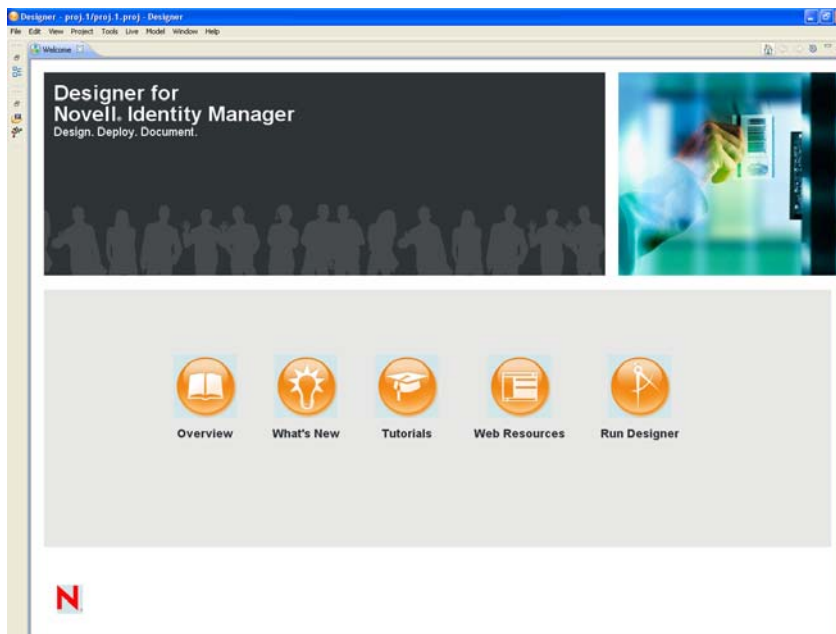 Designer - proj.1/proj.1.proj - Designer
File Edit View Project Tools Live Model Window Help
Welcome
Designer for
Novell® Identity Manager
Design. Deploy. Document.
Overview What's New Tutorials Web Resources Run Designer
N